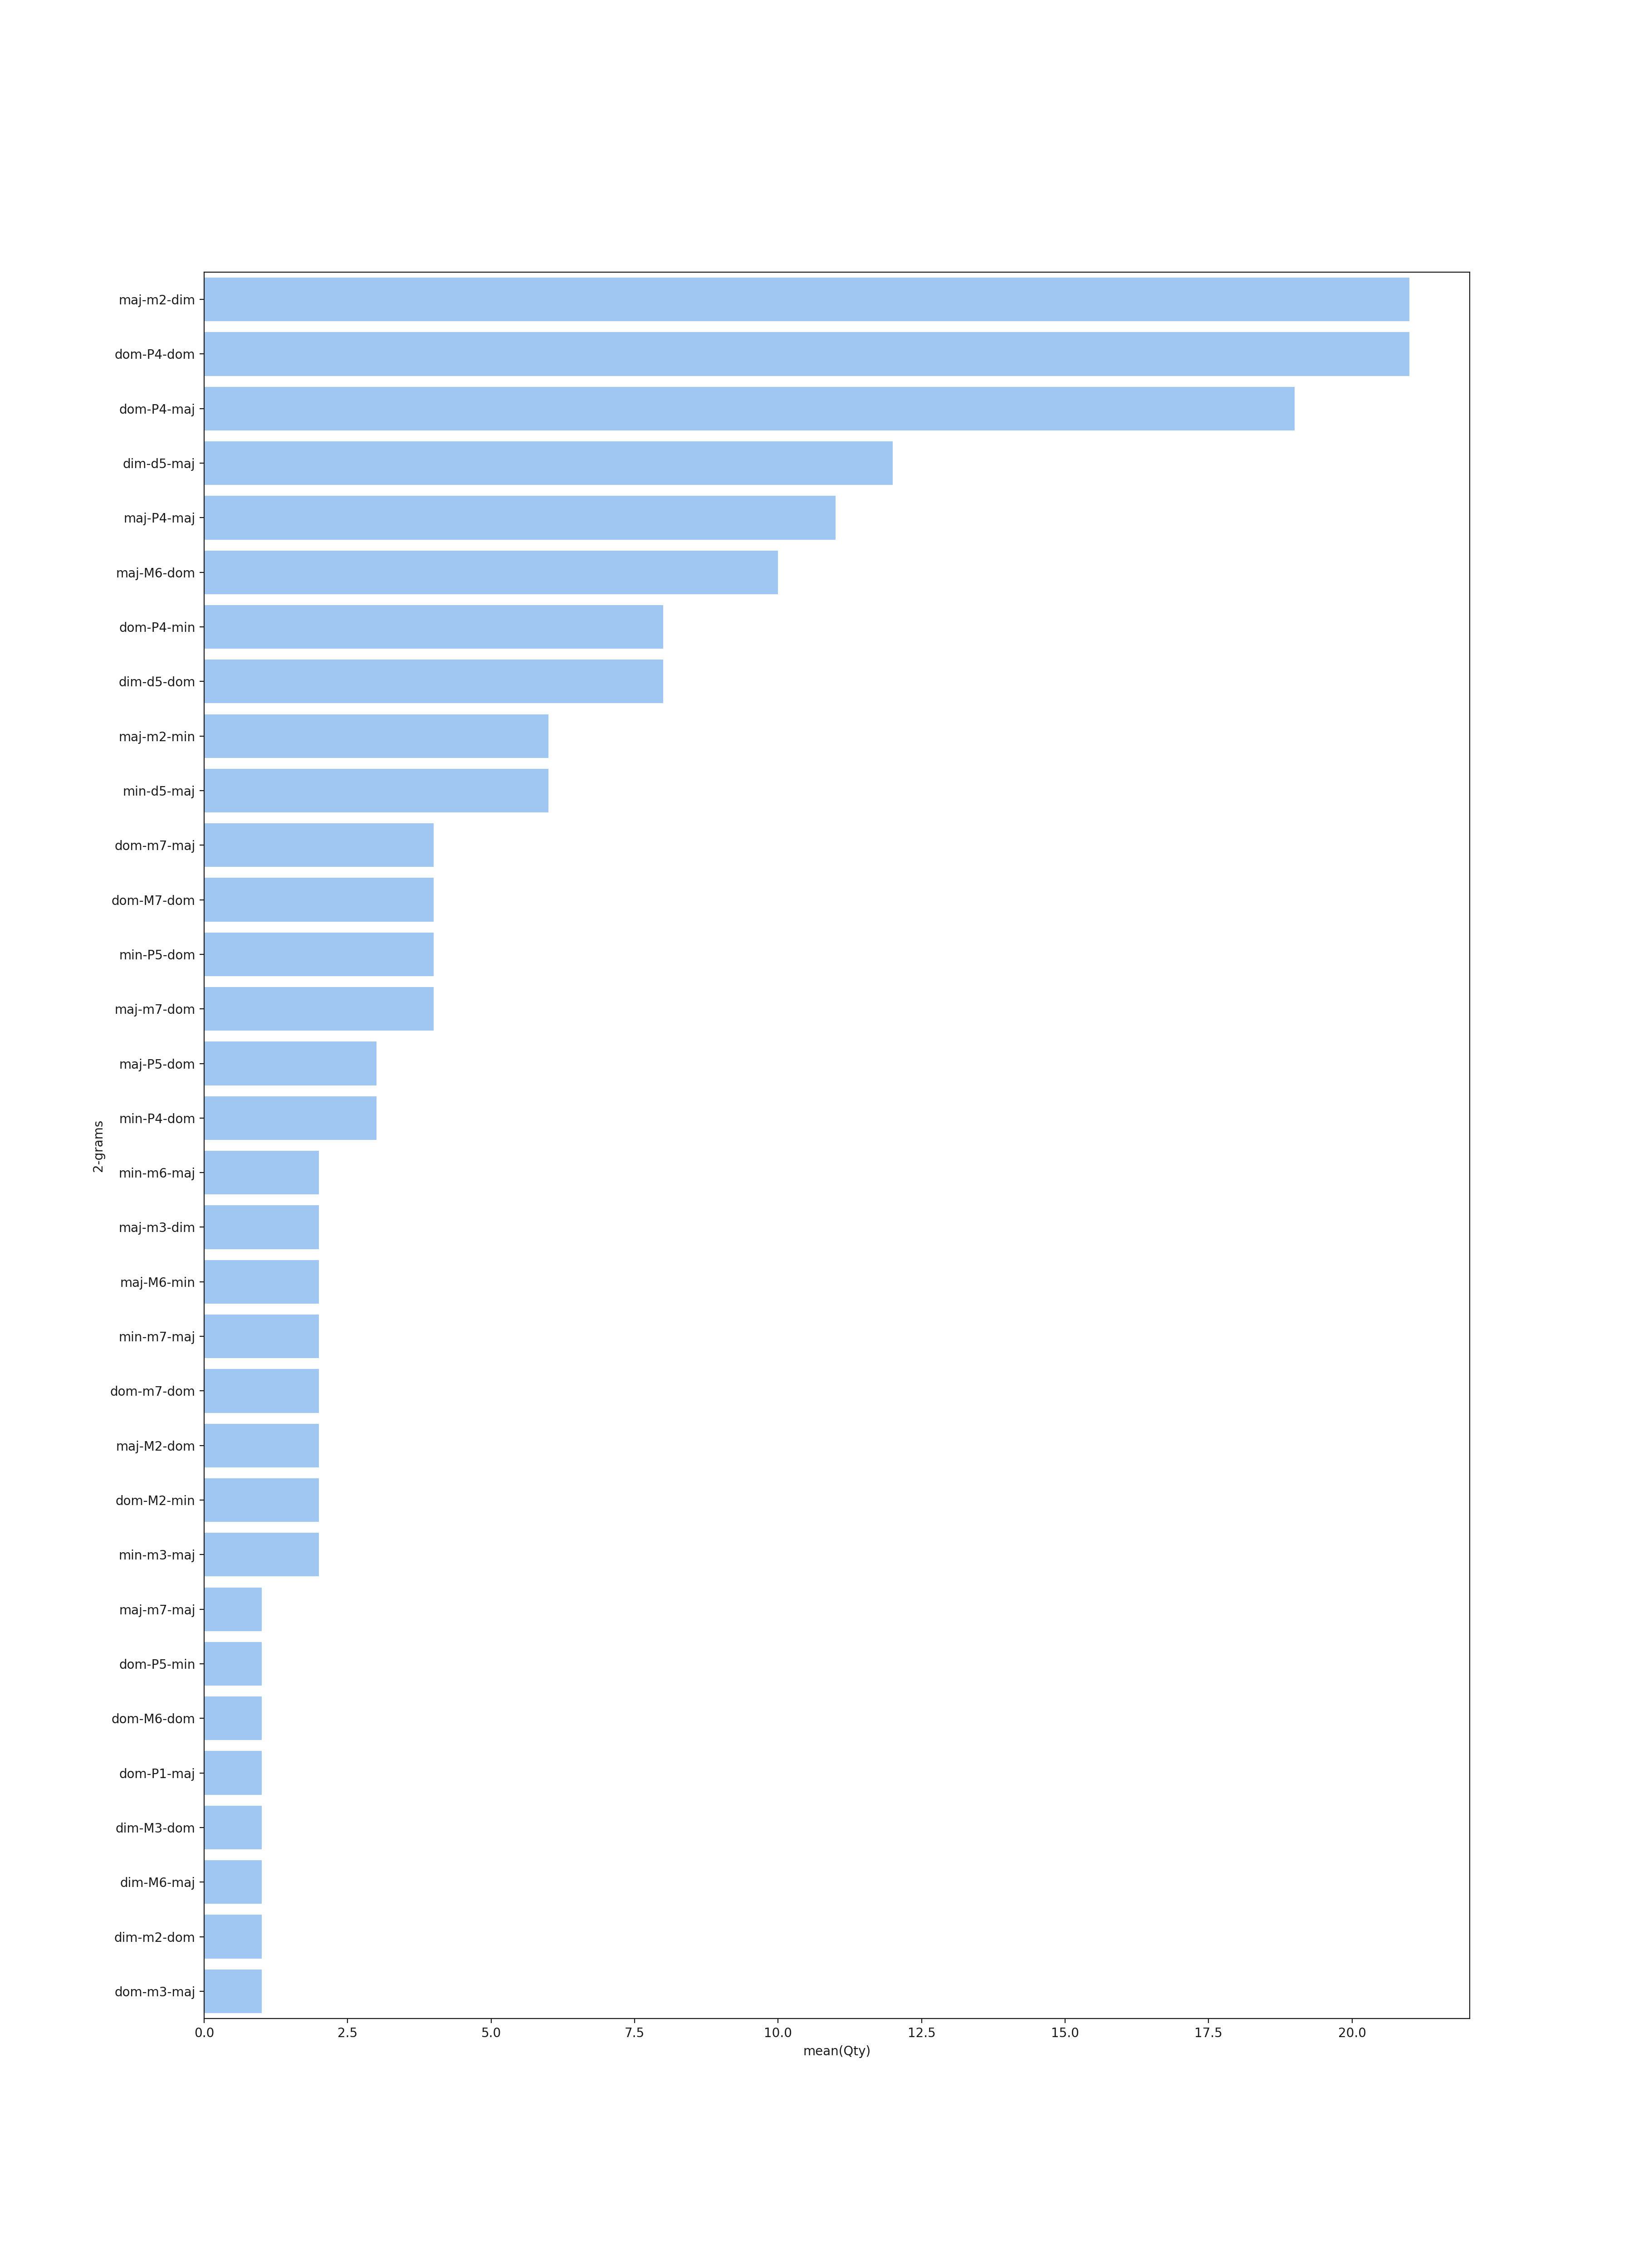 maj-m2-dim
dom-P4-dom
dom-P4-maj
dim-d5-maj
maj-P4-maj
maj-M6-dom
dom-P4-min
dim-d5-dom
maj-m2-min
min-d5-maj
dom-m7-maj
dom-M7-dom
min-P5-dom
maj-m7-dom
maj-P5-dom
min-P4-dom
2-grams
min-m6-maj
maj-m3-dim
maj-M6-min
min-m7-maj
dom-m7-dom
maj-M2-dom
dom-M2-min
min-m3-maj
maj-m7-maj
dom-P5-min
dom-M6-dom
dom-P1-maj
dim-M3-dom
dim-M6-maj
dim-m2-dom
dom-m3-maj
0.0 2.5 5.0 7.5 10.0 12.5 15.0 17.5 20.0
mean(Qty)